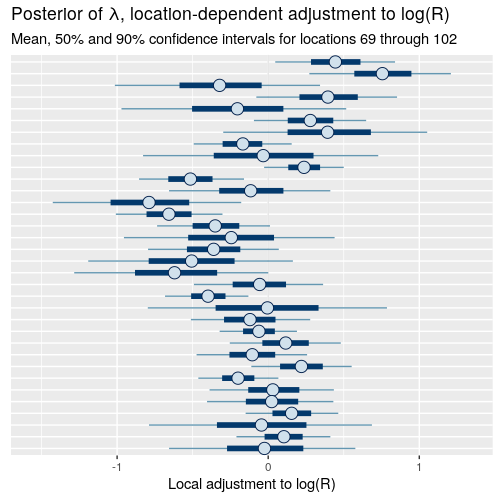 Posterior of λ, location-dependent adjustment to log(R)
Mean, 50% and 90% confidence intervals for locations 69 through 102
-1 0 1
Local adjustment to log(R)